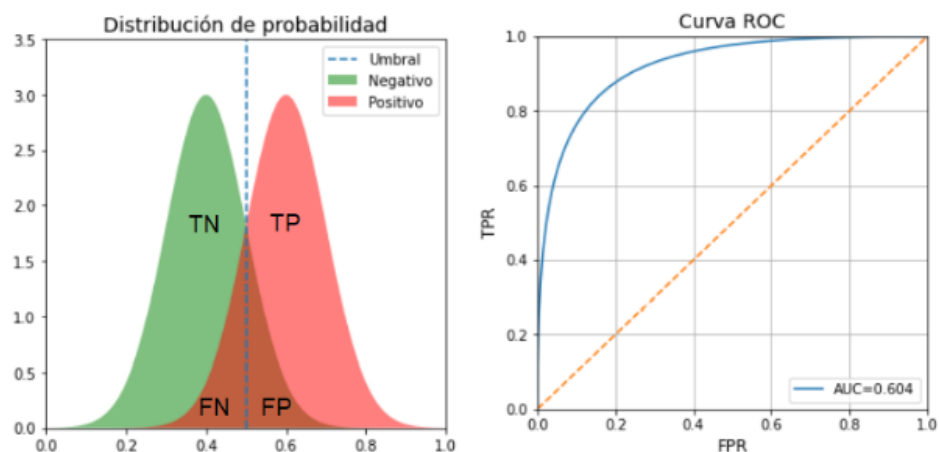 Distribución de probabilidad
3.5
3.0
2.5
2.0
1.5
1.0
0.5
0.0
0.0 0.2 0.4 0.6 0.8 1.0
Umbral
Negativo
Positivo
TN TP
FN FP
Curva ROC
1.0
0.8
0.6
0.4
0.2
0.0
TPR
0.0 0.2 0.4 0.6 0.8 1.0
FPR
AUC=0.604